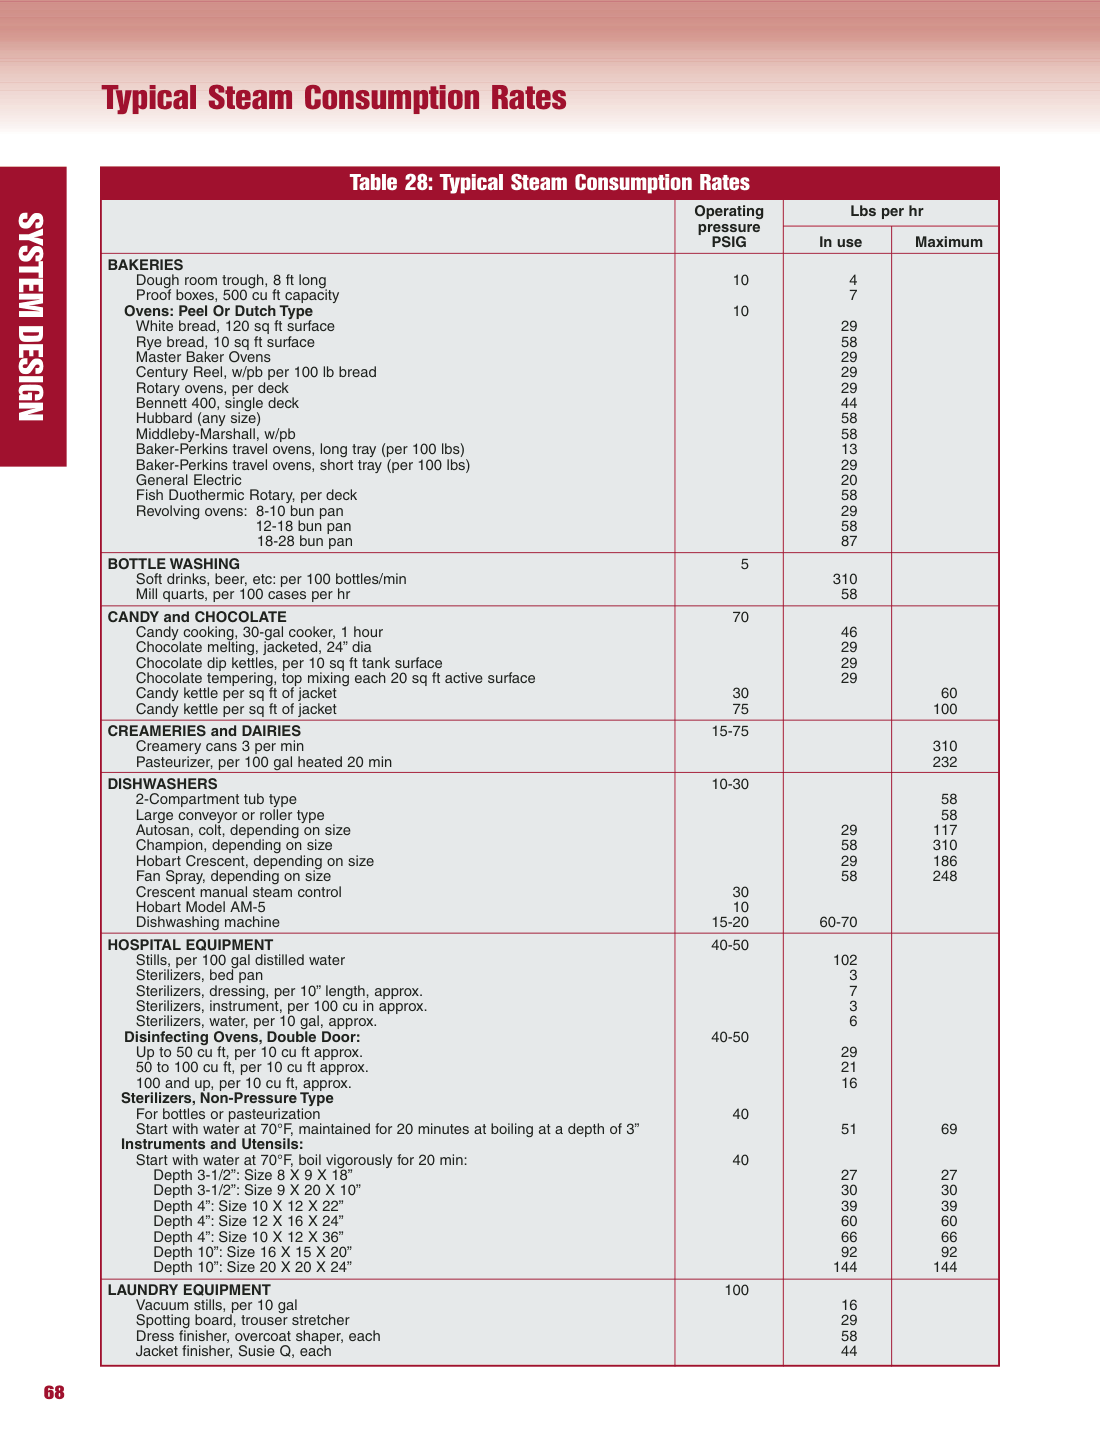 Typical Steam Consumption Rates
SYSTEM DESIGN
Table 28: Typical Steam Consumption Rates
Operating pressure PSIG Lbs per hr
In use Maximum
BAKERIES
Dough room trough, 8 ft long 10 4
Proof boxes, 500 cu ft capacity 7
Ovens: Peel Or Dutch Type 10
White bread, 120 sq ft surface 29
Rye bread, 10 sq ft surface 58
Master Baker Ovens 29
Century Reel, w/pb per 100 lb bread 29
Rotary ovens, per deck 29
Bennett 400, single deck 44
Hubbard (any size) 58
Middleby-Marshall, w/pb 58
Baker-Perkins travel ovens, long tray (per 100 lbs) 13
Baker-Perkins travel ovens, short tray (per 100 lbs) 29
General Electric 20
Fish Duothermic Rotary, per deck 58
Revolving ovens: 8-10 bun pan 29
12-18 bun pan 58
18-28 bun pan 87
BOTTLE WASHING 5
Soft drinks, beer, etc: per 100 bottles/min 310
Mill quarts, per 100 cases per hr 58
CANDY and CHOCOLATE 70
Candy cooking, 30-gal cooker, 1 hour 46
Chocolate melting, jacketed, 24” dia 29
Chocolate dip kettles, per 10 sq ft tank surface 29
Chocolate tempering, top mixing each 20 sq ft active surface 29
Candy kettle per sq ft of jacket 30 60
Candy kettle per sq ft of jacket 75 100
CREAMERIES and DAIRIES 15-75
Creamery cans 3 per min 310
Pasteurizer, per 100 gal heated 20 min 232
DISHWASHERS 10-30
2-Compartment tub type 58
Large conveyor or roller type 58
Autosan, colt, depending on size 29 117
Champion, depending on size 58 310
Hobart Crescent, depending on size 29 186
Fan Spray, depending on size 58 248
Crescent manual steam control 30
Hobart Model AM-5 10
Dishwashing machine 15-20 60-70
HOSPITAL EQUIPMENT 40-50
Stills, per 100 gal distilled water 102
Sterilizers, bed pan 3
Sterilizers, dressing, per 10” length, approx. 7
Sterilizers, instrument, per 100 cu in approx. 3
Sterilizers, water, per 10 gal, approx. 6
Disinfecting Ovens, Double Door: 40-50
Up to 50 cu ft, per 10 cu ft approx. 29
50 to 100 cu ft, per 10 cu ft approx. 21
100 and up, per 10 cu ft, approx. 16
Sterilizers, Non-Pressure Type
For bottles or pasteurization 40
Start with water at 70°F, maintained for 20 minutes at boiling at a depth of 3” 51 69
Instruments and Utensils:
Start with water at 70°F, boil vigorously for 20 min: 40
Depth 3-1/2”: Size 8 X 9 X 18” 27 27
Depth 3-1/2”: Size 9 X 20 X 10” 30 30
Depth 4”: Size 10 X 12 X 22” 39 39
Depth 4”: Size 12 X 16 X 24” 60 60
Depth 4”: Size 10 X 12 X 36” 66 66
Depth 10”: Size 16 X 15 X 20” 92 92
Depth 10”: Size 20 X 20 X 24” 144 144
LAUNDRY EQUIPMENT 100
Vacuum stills, per 10 gal 16
Spotting board, trouser stretcher 29
Dress finisher, overcoat shaper, each 58
Jacket finisher, Susie Q, each 44
68